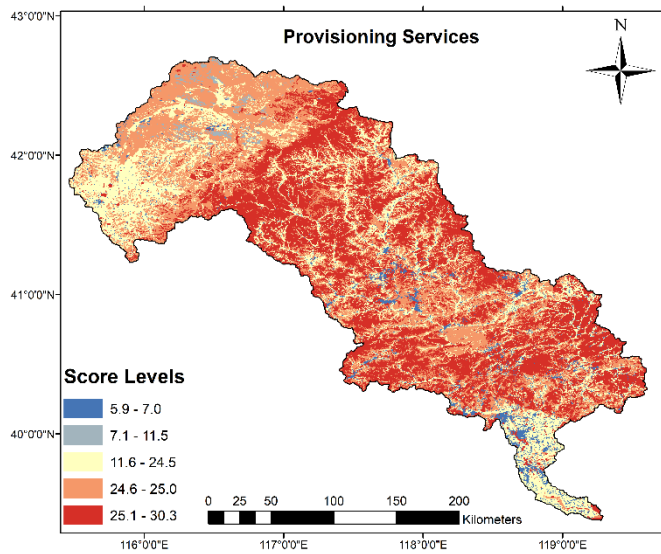 Provisioning Services
N
43°0'0"N
42°0'0"N
41°0'0"N
40°0'0"N
Score Levels
5.9 - 7.0
7.1 - 11.5
11.6 - 24.5
24.6 - 25.0
25.1 - 30.3
0 25 50 100 150 200
Kilometers
116°0'0"E 117°0'0"E 118°0'0"E 119°0'0"E